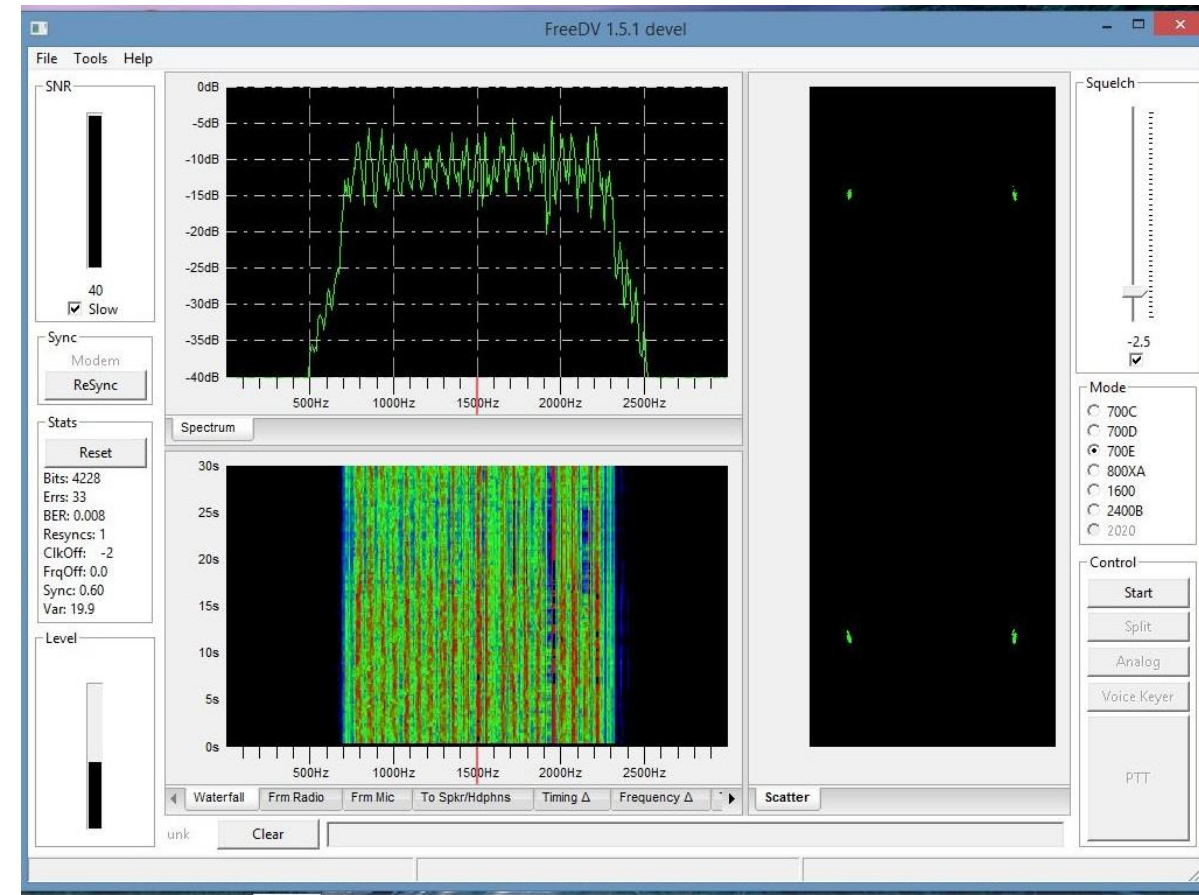 FreeDV 1.5.1 devel
File Tools Help
SNR
40
Slow
Sync
Modem
ReSync
Stats
Reset
Bits: 4228
Errs: 33
BER: 0.008
Resyncs: 1
ClkOff: -2
FrqOff: 0.0
Sync: 0.60
Var: 19.9
Level
0dB
-5dB
-10dB
-15dB
-20dB
-25dB
-30dB
-35dB
-40dB
500Hz 1000Hz 1500Hz 2000Hz 2500Hz
Spectrum
30s
25s
20s
15s
10s
5s
0s
500Hz 1000Hz 1500Hz 2000Hz 2500Hz
Waterfall Frm Radio Frm Mic To Spkr/Hdphns Timing Δ Frequency Δ
unk Clear
Scatter
Squelch
-2.5
Mode
700C
700D
700E
800XA
1600
2400B
2020
Control
Start
Split
Analog
Voice Keyer
PTT